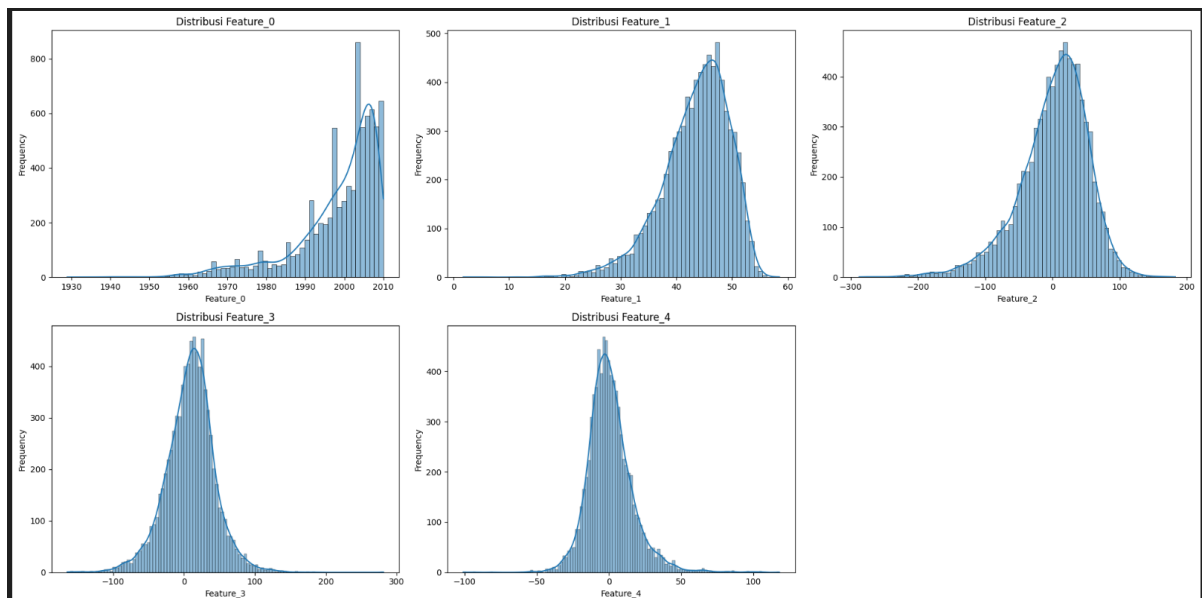 Distribusi Feature_0
Frequency
800
600
400
200
0
1930 1940 1950 1960 1970 1980 1990 2000 2010
Feature_0
Distribusi Feature_1
Frequency
500
400
300
200
100
0
0 10 20 30 40 50 60
Feature_1
Distribusi Feature_2
Frequency
400
300
200
100
0
−300 −200 −100 0 100 200
Feature_2
Distribusi Feature_3
Frequency
400
300
200
100
0
−100 0 100 200 300
Feature_3
Distribusi Feature_4
Frequency
400
300
200
100
0
−100 −50 0 50 100
Feature_4